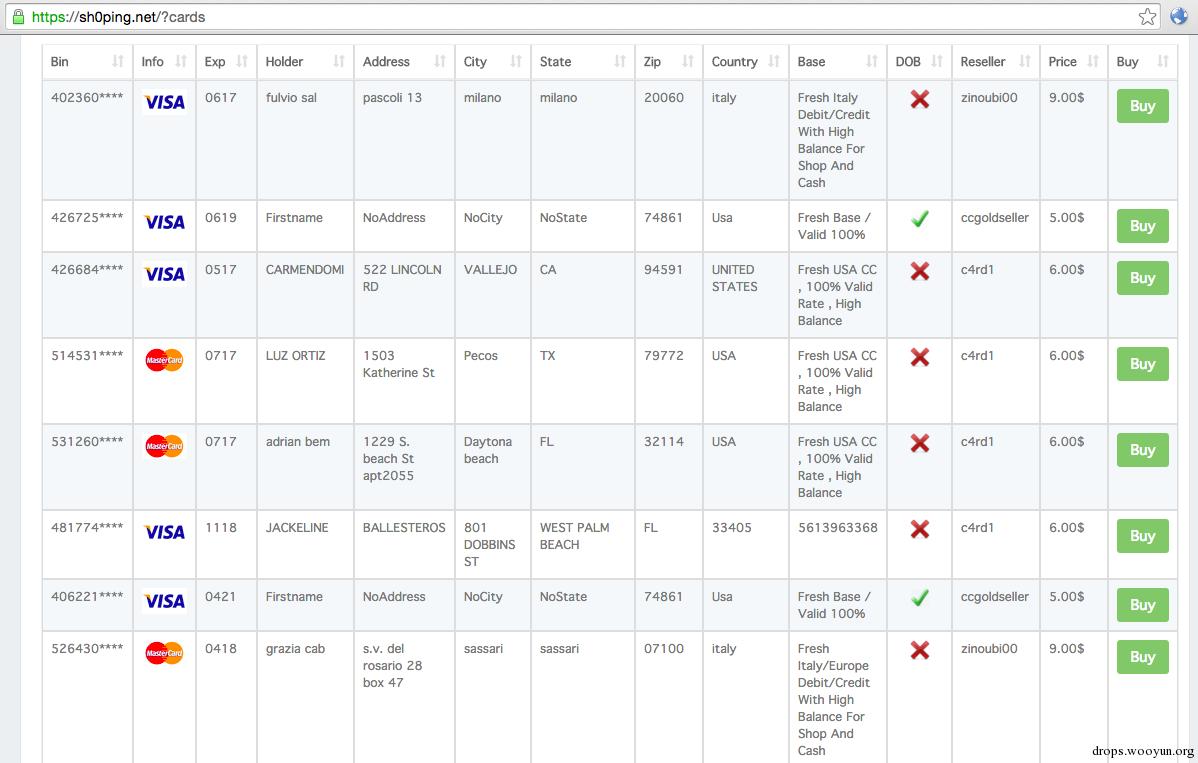 https://sh0ping.net/?cards
Bin Info Exp Holder Address City State Zip Country Base DOB Reseller Price Buy
402360**** VISA 0617 fulvio sal pascoli 13 milano milano 20060 italy Fresh Italy zinoubi00 9.00$ Buy
Debit/Credit
With High
Balance For
Shop And
Cash
426725**** VISA 0619 Firstname NoAddress NoCity NoState 74861 Usa Fresh Base / ccgoldseller 5.00$ Buy
Valid 100%
426684**** VISA 0517 CARMENDOMI 522 LINCOLN VALLEJO CA 94591 UNITED Fresh USA CC c4rd1 6.00$ Buy
RD STATES , 100% Valid
Rate , High
Balance
514531**** MasterCard 0717 LUZ ORTIZ 1503 Pecos TX 79772 USA Fresh USA CC c4rd1 6.00$ Buy
Katherine St , 100% Valid
Rate , High
Balance
531260**** MasterCard 0717 adrian bem 1229 S. Daytona FL 32114 USA Fresh USA CC c4rd1 6.00$ Buy
beach St beach , 100% Valid
apt2055 Rate , High
Balance
481774**** VISA 1118 JACKELINE BALLESTEROS 801 WEST PALM FL 33405 5613963368 c4rd1 6.00$ Buy
DOBBINS BEACH
ST
406221**** VISA 0421 Firstname NoAddress NoCity NoState 74861 Usa Fresh Base / ccgoldseller 5.00$ Buy
Valid 100%
526430**** MasterCard 0418 grazia cab s.v. del sassari sassari 07100 italy Fresh zinoubi00 9.00$ Buy
rosario 28 Italy/Europe
box 47 Debit/Credit
With High
Balance For
Shop And
Cash
drops.wooyun.org